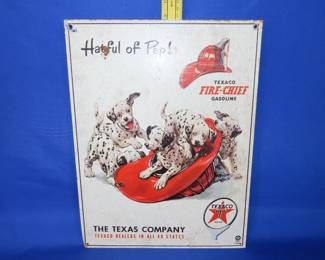 Hatful of Pep!
TEXACO
FIRE-CHIEF
GASOLINE
TEXACO
T
THE TEXAS COMPANY
TEXACO DEALERS IN ALL 48 STATES